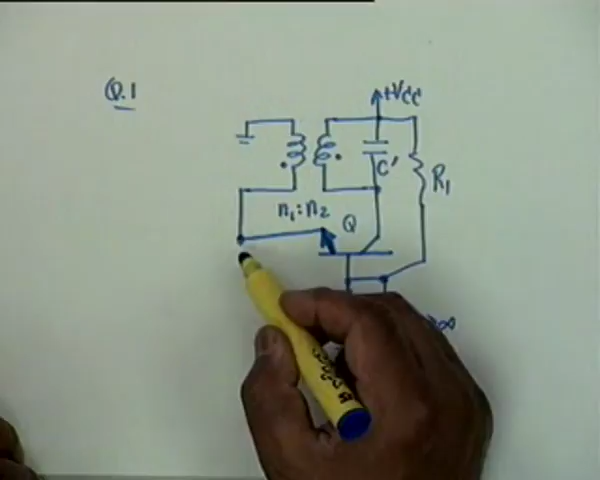 Q.1
+Vcc
C'
R₁
n₁:n₂
Q
∞